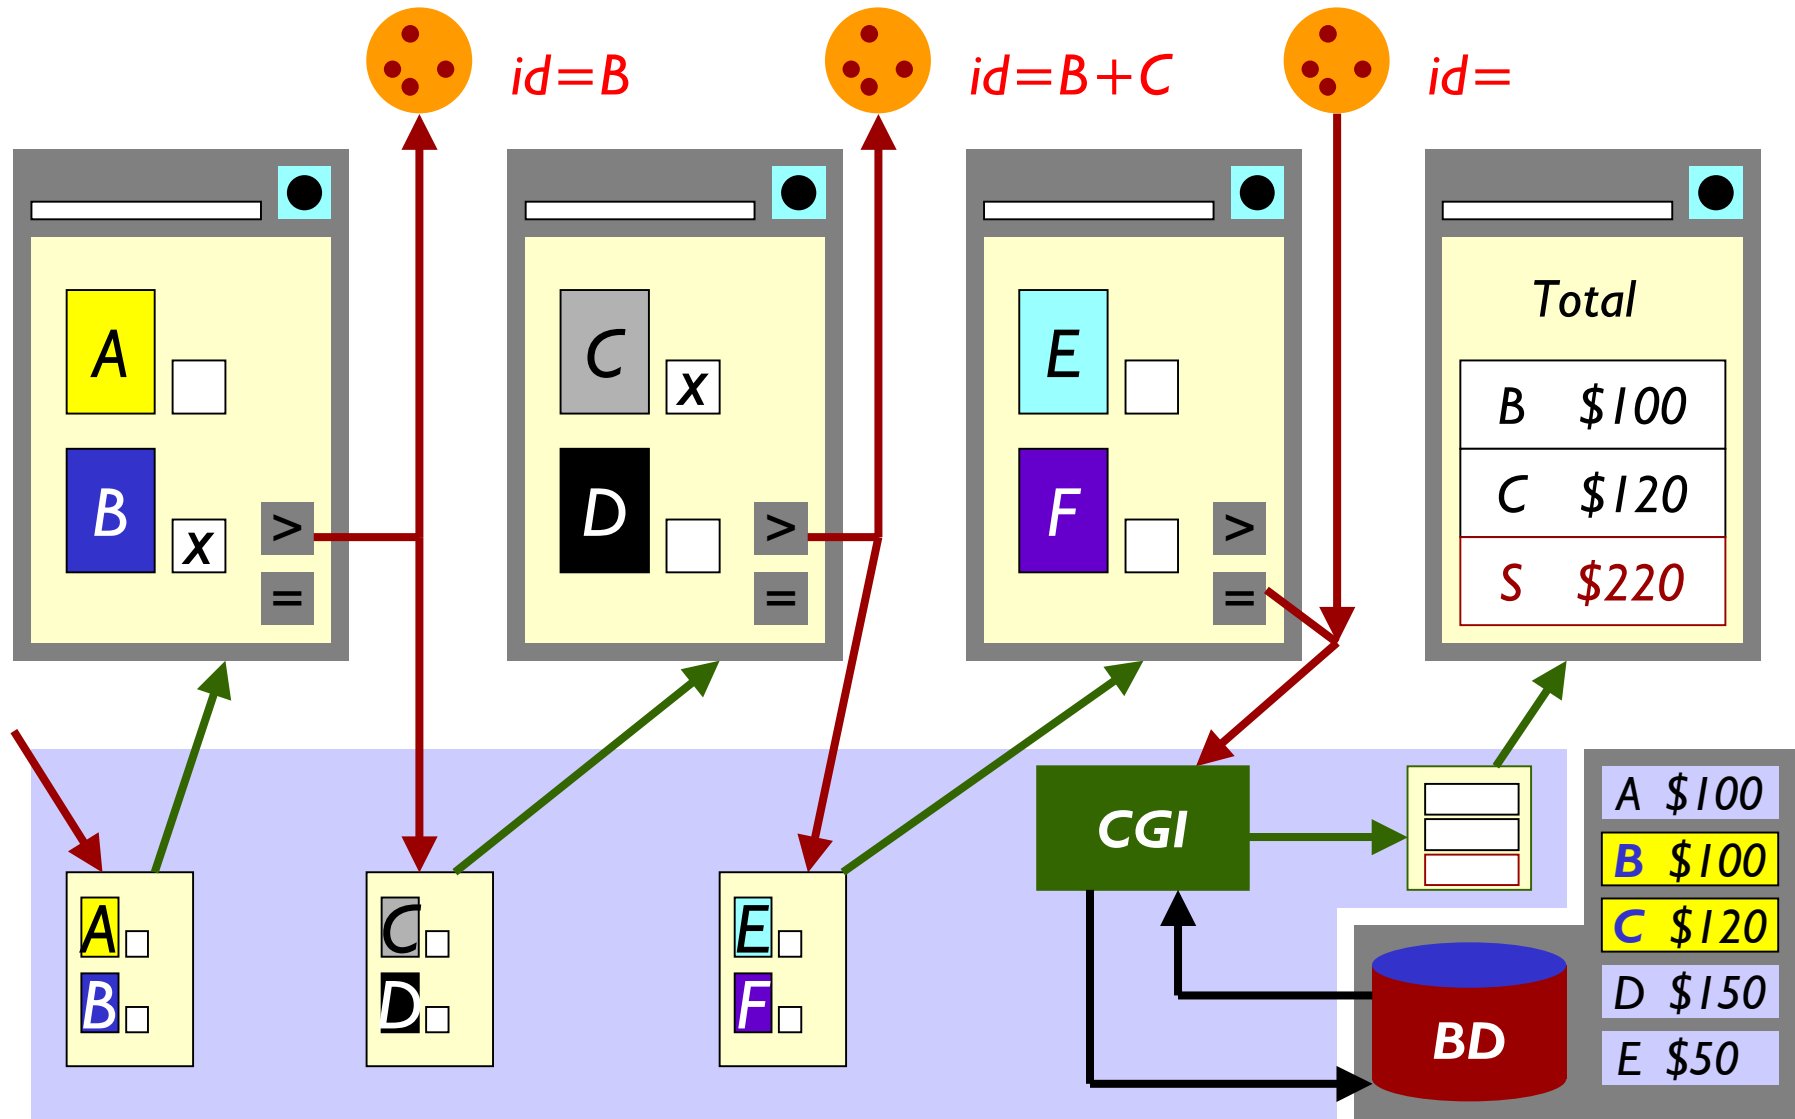 id=B
id=B+C
id=
A
B
x
>
=
C
x
D
>
=
E
F
>
=
Total
B $100
C $120
S $220
A
B
C
D
E
F
CGI
BD
A $100
B $100
C $120
D $150
E $50